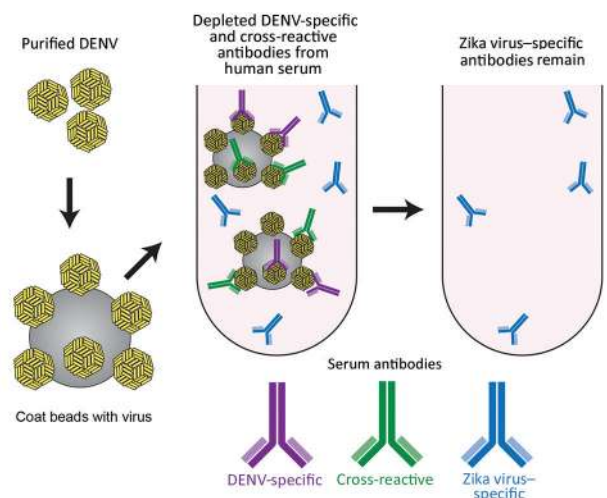 Purified DENV
Depleted DENV-specific
and cross-reactive
antibodies from
human serum
Zika virus–specific
antibodies remain
Coat beads with virus
Serum antibodies
DENV-specific
Cross-reactive
Zika virus–
specific